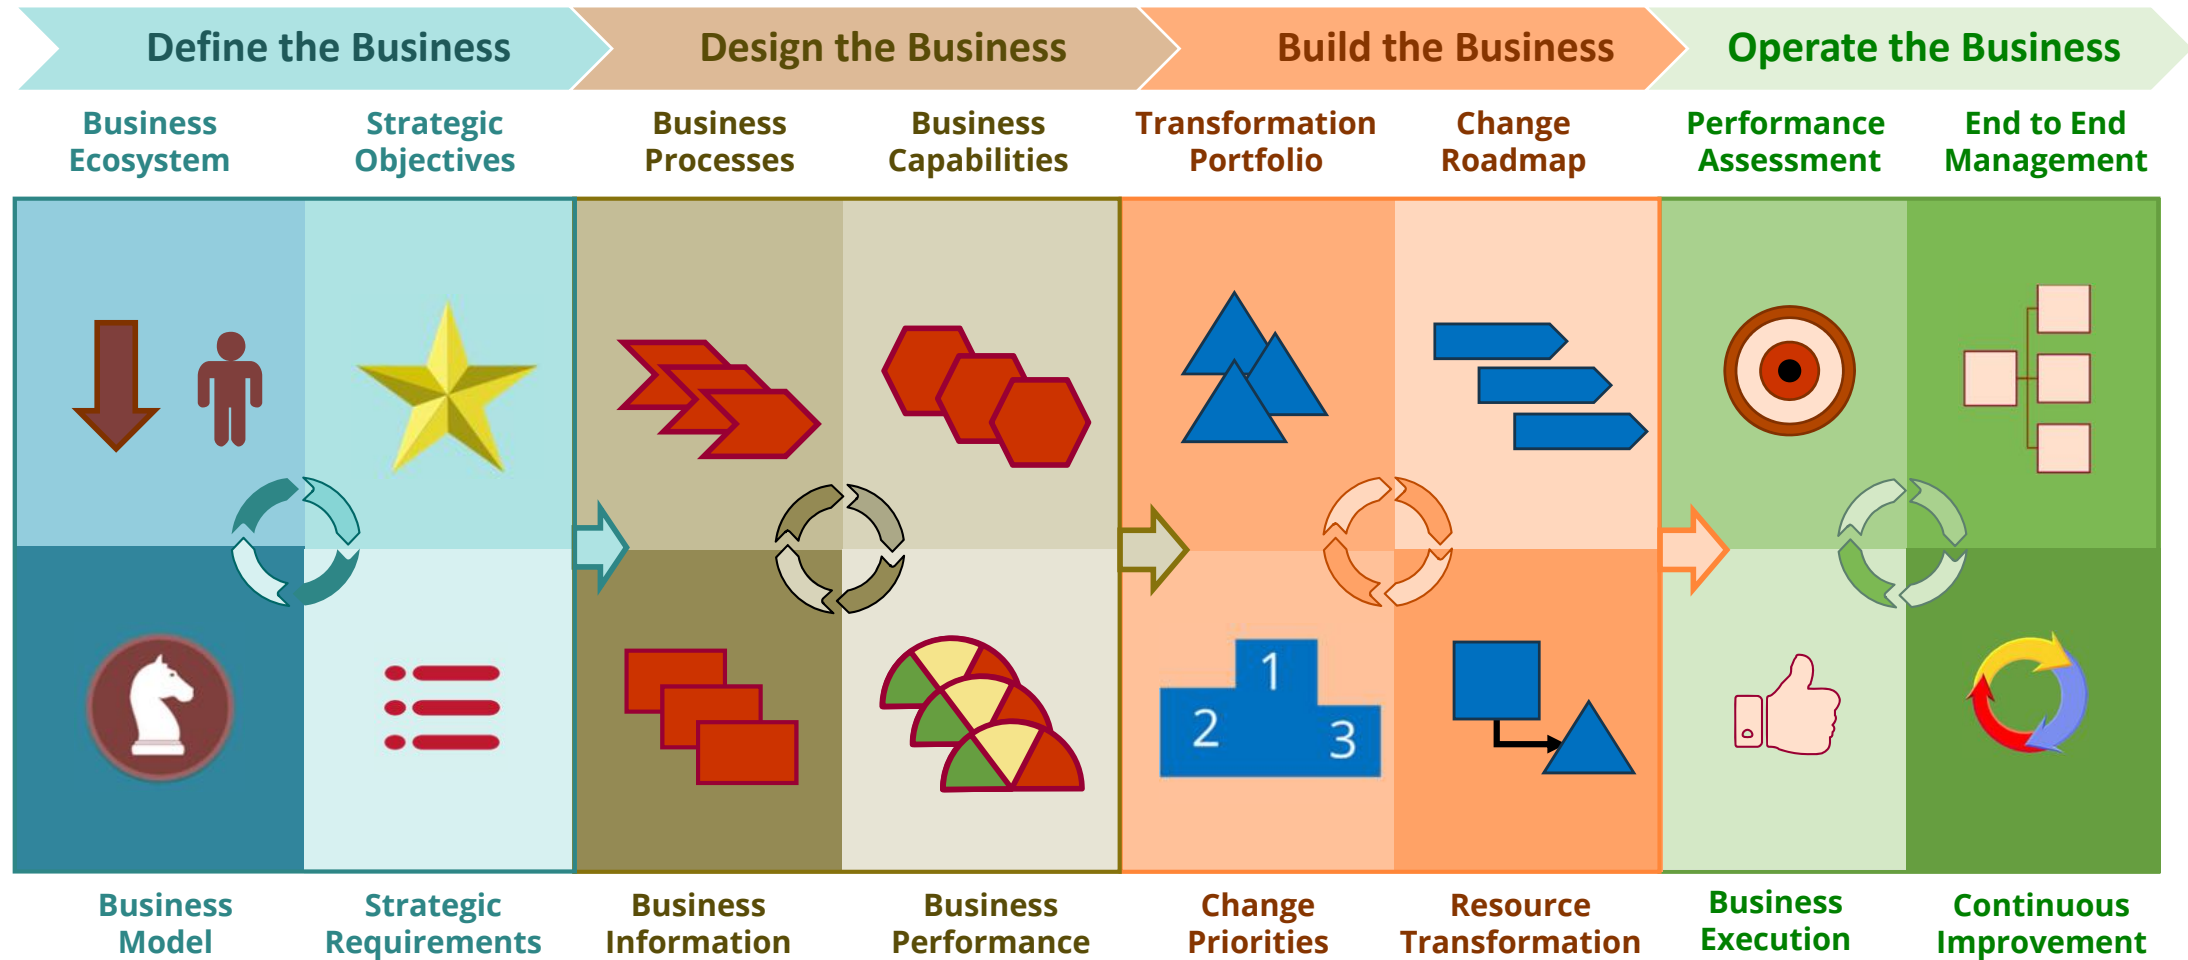 Define the Business
Design the Business
Build the Business
Operate the Business
Business
Ecosystem
Strategic
Objectives
Business
Processes
Business
Capabilities
Transformation
Portfolio
Change
Roadmap
Performance
Assessment
End to End
Management
1
2
3
Business
Model
Strategic
Requirements
Business
Information
Business
Performance
Change
Priorities
Resource
Transformation
Business
Execution
Continuous
Improvement